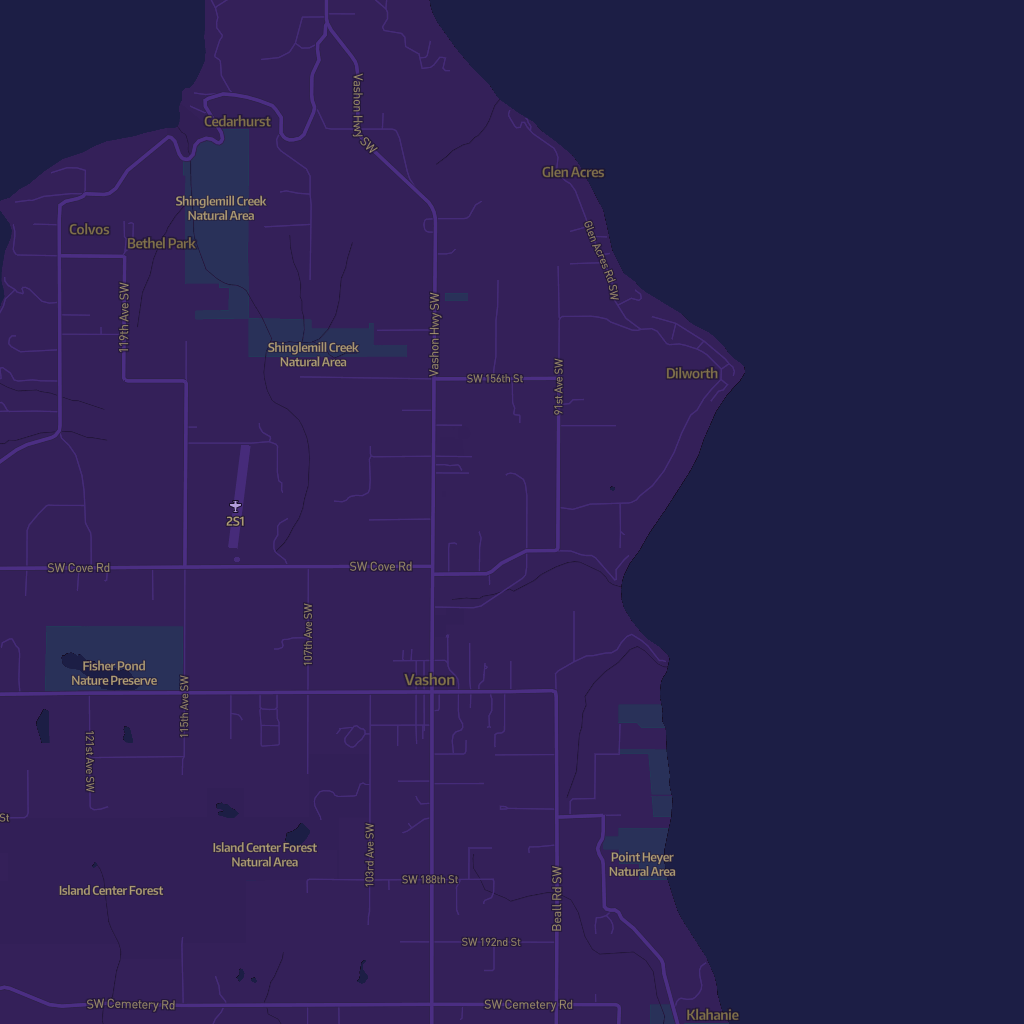 Vashon Hwy SW
Cedarhurst
Glen Acres
Shinglemill Creek
Natural Area
Colvos
Bethel Park
Glen Acres Rd SW
119th Ave SW
Vashon Hwy SW
Shinglemill Creek
Natural Area
SW 156th St
91st Ave SW
Dilworth
2S1
SW Cove Rd
SW Cove Rd
107th Ave SW
Fisher Pond
Nature Preserve
Vashon
115th Ave SW
121st Ave SW
St
Island Center Forest
Natural Area
103rd Ave SW
Point Heyer
Natural Area
SW 188th St
Island Center Forest
Beall Rd SW
SW 192nd St
SW Cemetery Rd
SW Cemetery Rd
Klahanie